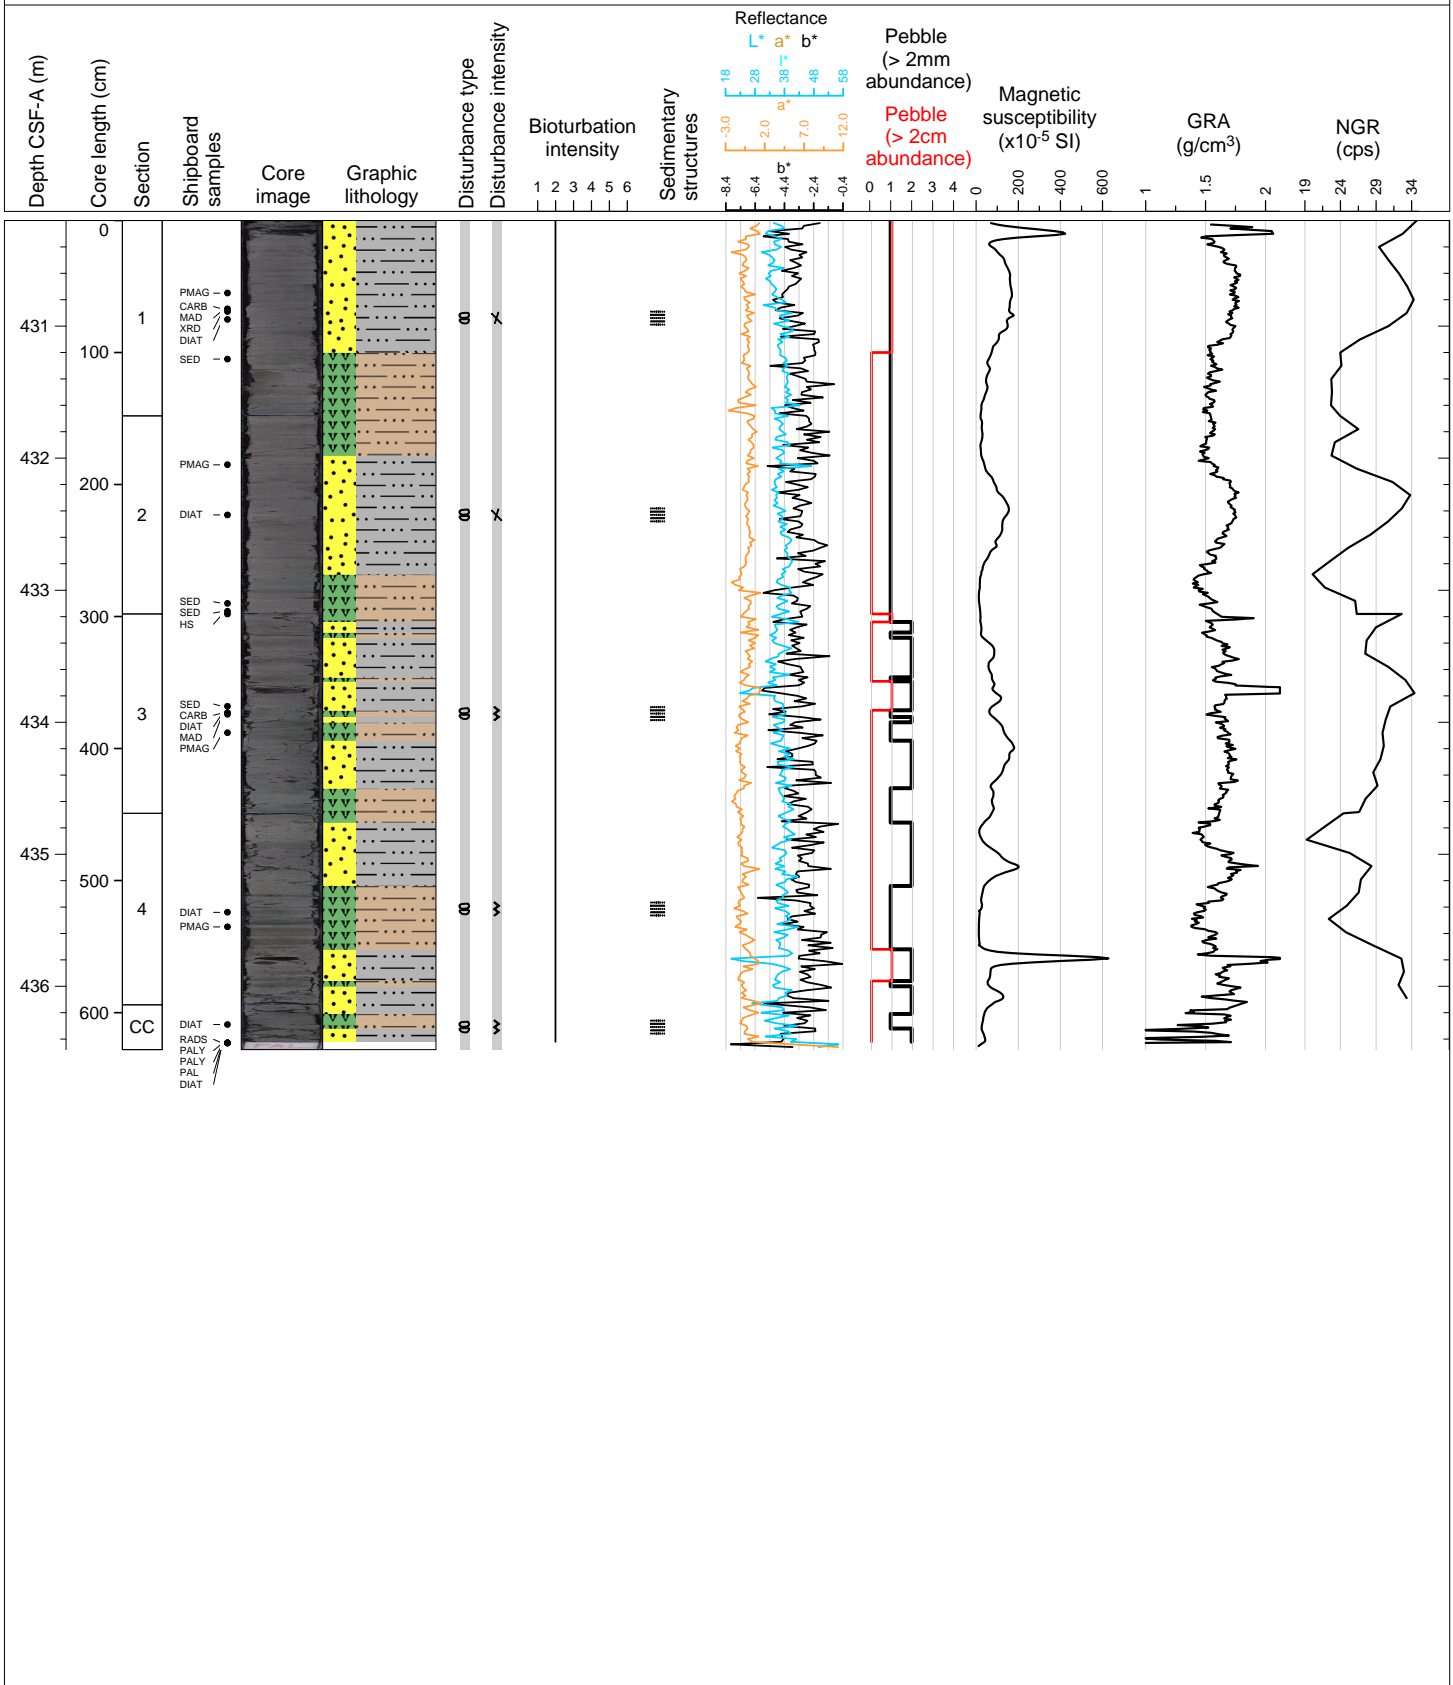 Depth CSF-A (m)
Core length (cm)
Section
Shipboard
samples
Core
image
Graphic
lithology
Disturbance type
Disturbance intensity
Bioturbation
intensity
1 2 3 4 5 6
Sedimentary
structures
Reflectance
L* a* b*
L*
18 28 38 48 58
a*
-3.0 2.0 7.0 12.0
b*
-8.4 -6.4 -4.4 -2.4 -0.4
Pebble
(> 2mm
abundance)
Pebble
(> 2cm
abundance)
0 1 2 3 4
Magnetic
susceptibility
(x10-5 SI)
0 200 400 600
GRA
(g/cm3)
1 1.5 2
NGR
(cps)
19 24 29 34
0
PMAG
CARB
MAD
XRD
DIAT
431
1
100
SED
432
PMAG
200
2
DIAT
433
SED
SED
HS
300
SED
CARB
DIAT
MAD
PMAG
434
3
400
435
500
4
DIAT
PMAG
436
600
CC
DIAT
RADS
PALY
PALY
PAL
DIAT